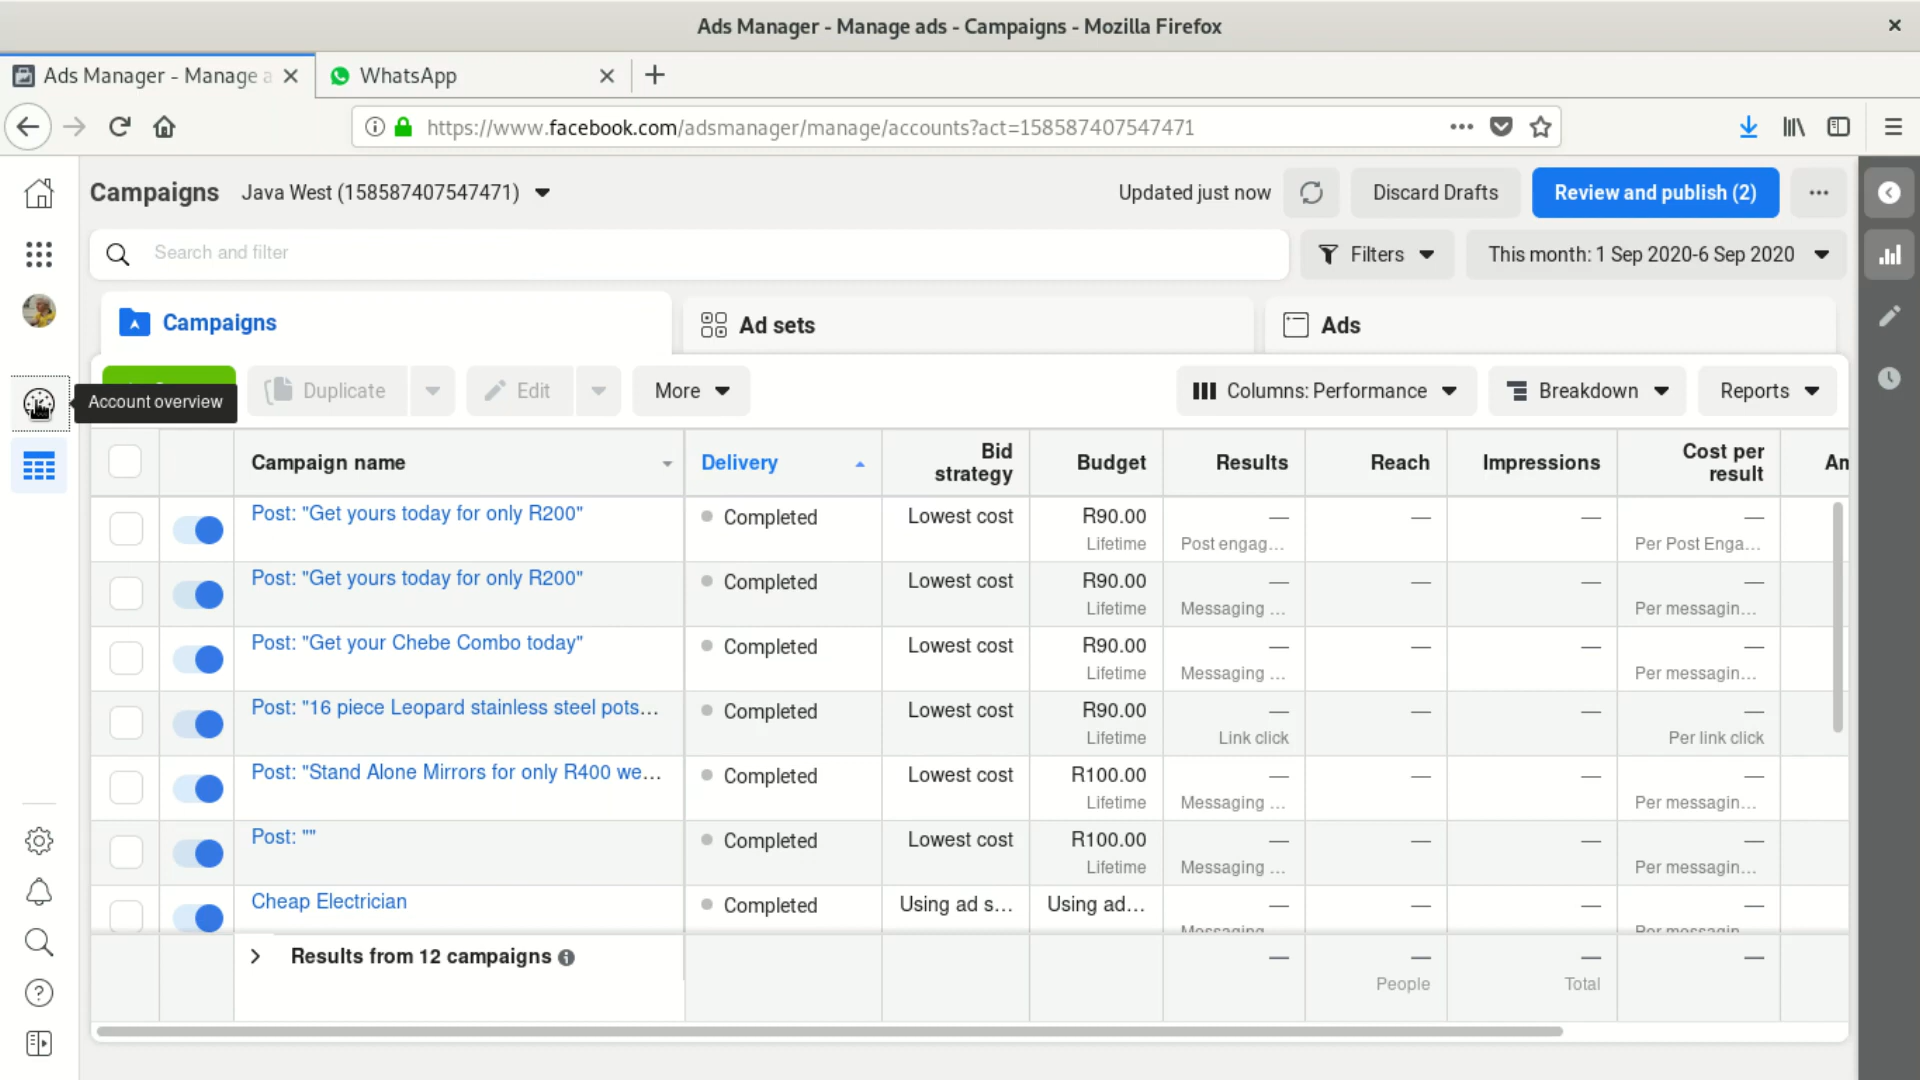 Ads Manager - Manage ads - Campaigns - Mozilla Firefox
Ads Manager - Manage a
WhatsApp
https://www.facebook.com/adsmanager/manage/accounts?act=158587407547471
Campaigns Java West (158587407547471)
Updated just now
Discard Drafts
Review and publish (2)
Search and filter
Filters
This month: 1 Sep 2020-6 Sep 2020
Campaigns
Ad sets
Ads
Account overview
Duplicate
Edit
More
Columns: Performance
Breakdown
Reports
Campaign name
Delivery
Bid strategy
Budget
Results
Reach
Impressions
Cost per result
Am
Post: "Get yours today for only R200" Completed Lowest cost R90.00 — — — —
Lifetime Post engag... Per Post Enga...
Post: "Get yours today for only R200" Completed Lowest cost R90.00 — — — —
Lifetime Messaging ... Per messagin...
Post: "Get your Chebe Combo today" Completed Lowest cost R90.00 — — — —
Lifetime Messaging ... Per messagin...
Post: "16 piece Leopard stainless steel pots... Completed Lowest cost R90.00 — — — —
Lifetime Link click Per link click
Post: "Stand Alone Mirrors for only R400 we... Completed Lowest cost R100.00 — — — —
Lifetime Messaging ... Per messagin...
Post: "" Completed Lowest cost R100.00 — — — —
Lifetime Messaging ... Per messagin...
Cheap Electrician Completed Using ad s... Using ad... — — — —
Messaging Per messagin
Results from 12 campaigns — — — —
People Total